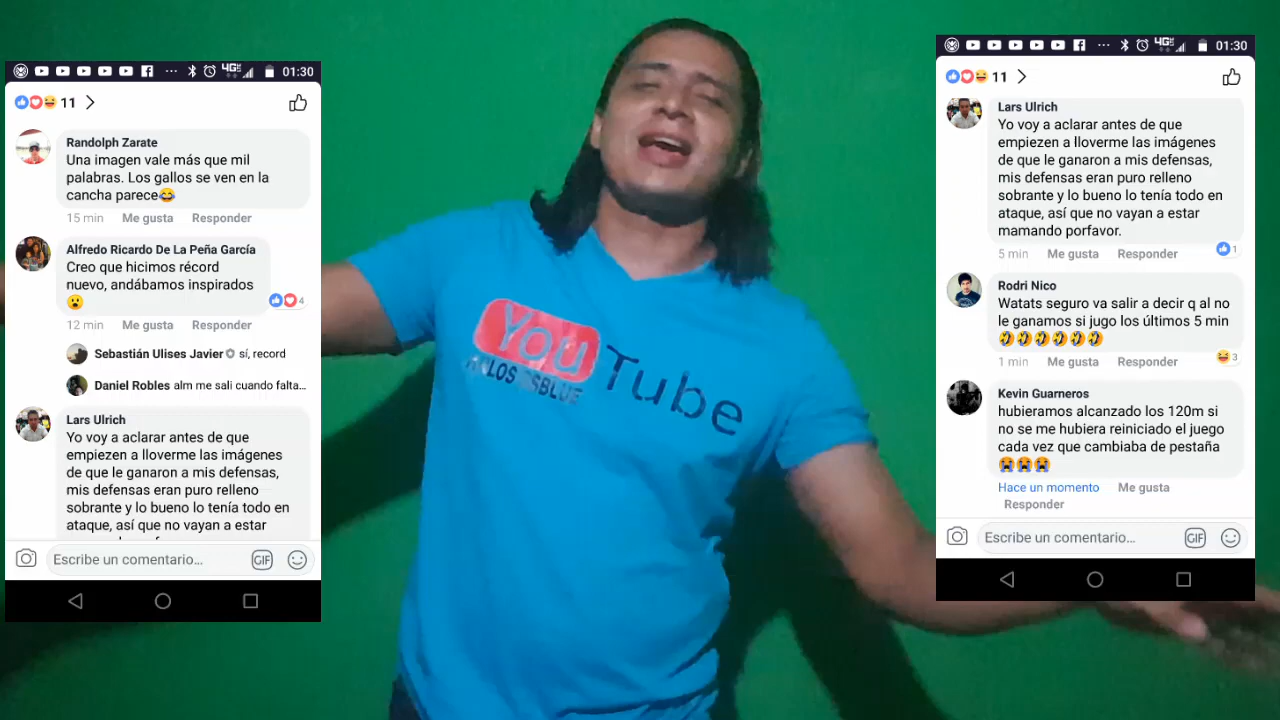 01:30
11
Randolph Zarate
Una imagen vale más que mil
palabras. Los gallos se ven en la
cancha parece😂
15 min Me gusta Responder
Alfredo Ricardo De La Peña García
Creo que hicimos récord
nuevo, andábamos inspirados
😮
4
12 min Me gusta Responder
Sebastián Ulises Javier sí, record
Daniel Robles alm me sali cuando falta...
Lars Ulrich
Yo voy a aclarar antes de que
empiezen a lloverme las imágenes
de que le ganaron a mis defensas,
mis defensas eran puro relleno
sobrante y lo bueno lo tenía todo en
ataque, así que no vayan a estar
Escribe un comentario...
GIF
YouTube
4G
01:30
11
Lars Ulrich
Yo voy a aclarar antes de que
empiezen a lloverme las imágenes
de que le ganaron a mis defensas,
mis defensas eran puro relleno
sobrante y lo bueno lo tenía todo en
ataque, así que no vayan a estar
mamando porfavor.
1
5 min Me gusta Responder
Rodri Nico
Watats seguro va salir a decir q al no
le ganamos si jugo los últimos 5 min
🤣🤣🤣🤣🤣🤣
3
1 min Me gusta Responder
Kevin Guarneros
hubieramos alcanzado los 120m si
no se me hubiera reiniciado el juego
cada vez que cambiaba de pestaña
😭😭😭
Hace un momento Me gusta
Responder
Escribe un comentario...
GIF